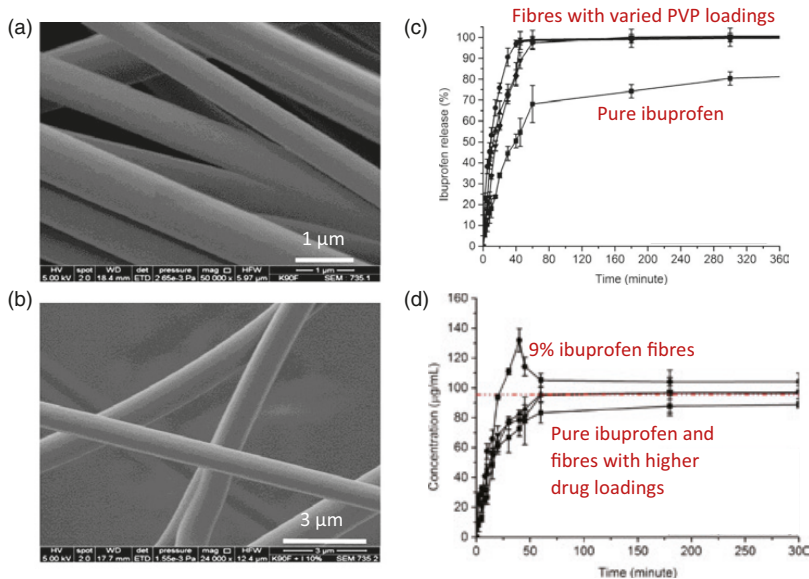 (a)
1 µm
HV spot WD det pressure mag HFW 1 µm
5.00 kV 2.0 18.4 mm ETD 2.65e-3 Pa 50 000 x 5.97 µm K90F SEM : 735.1
(b)
3 µm
HV spot WD det pressure mag HFW 3 µm
5.00 kV 2.0 17.7 mm ETD 1.55e-3 Pa 24 000 x 12.4 µm K90F + I 10% SEM : 735.2
(c)
Fibres with varied PVP loadings
Pure ibuprofen
Ibuprofen release (%)
100
90
80
70
60
50
40
30
20
10
0
0 40 80 120 160 200 240 280 320 360
Time (minute)
(d)
9% ibuprofen fibres
Pure ibuprofen and
fibres with higher
drug loadings
Concentration (µg/mL)
160
140
120
100
80
60
40
20
0
0 50 100 150 200 250 300
Time (minute)